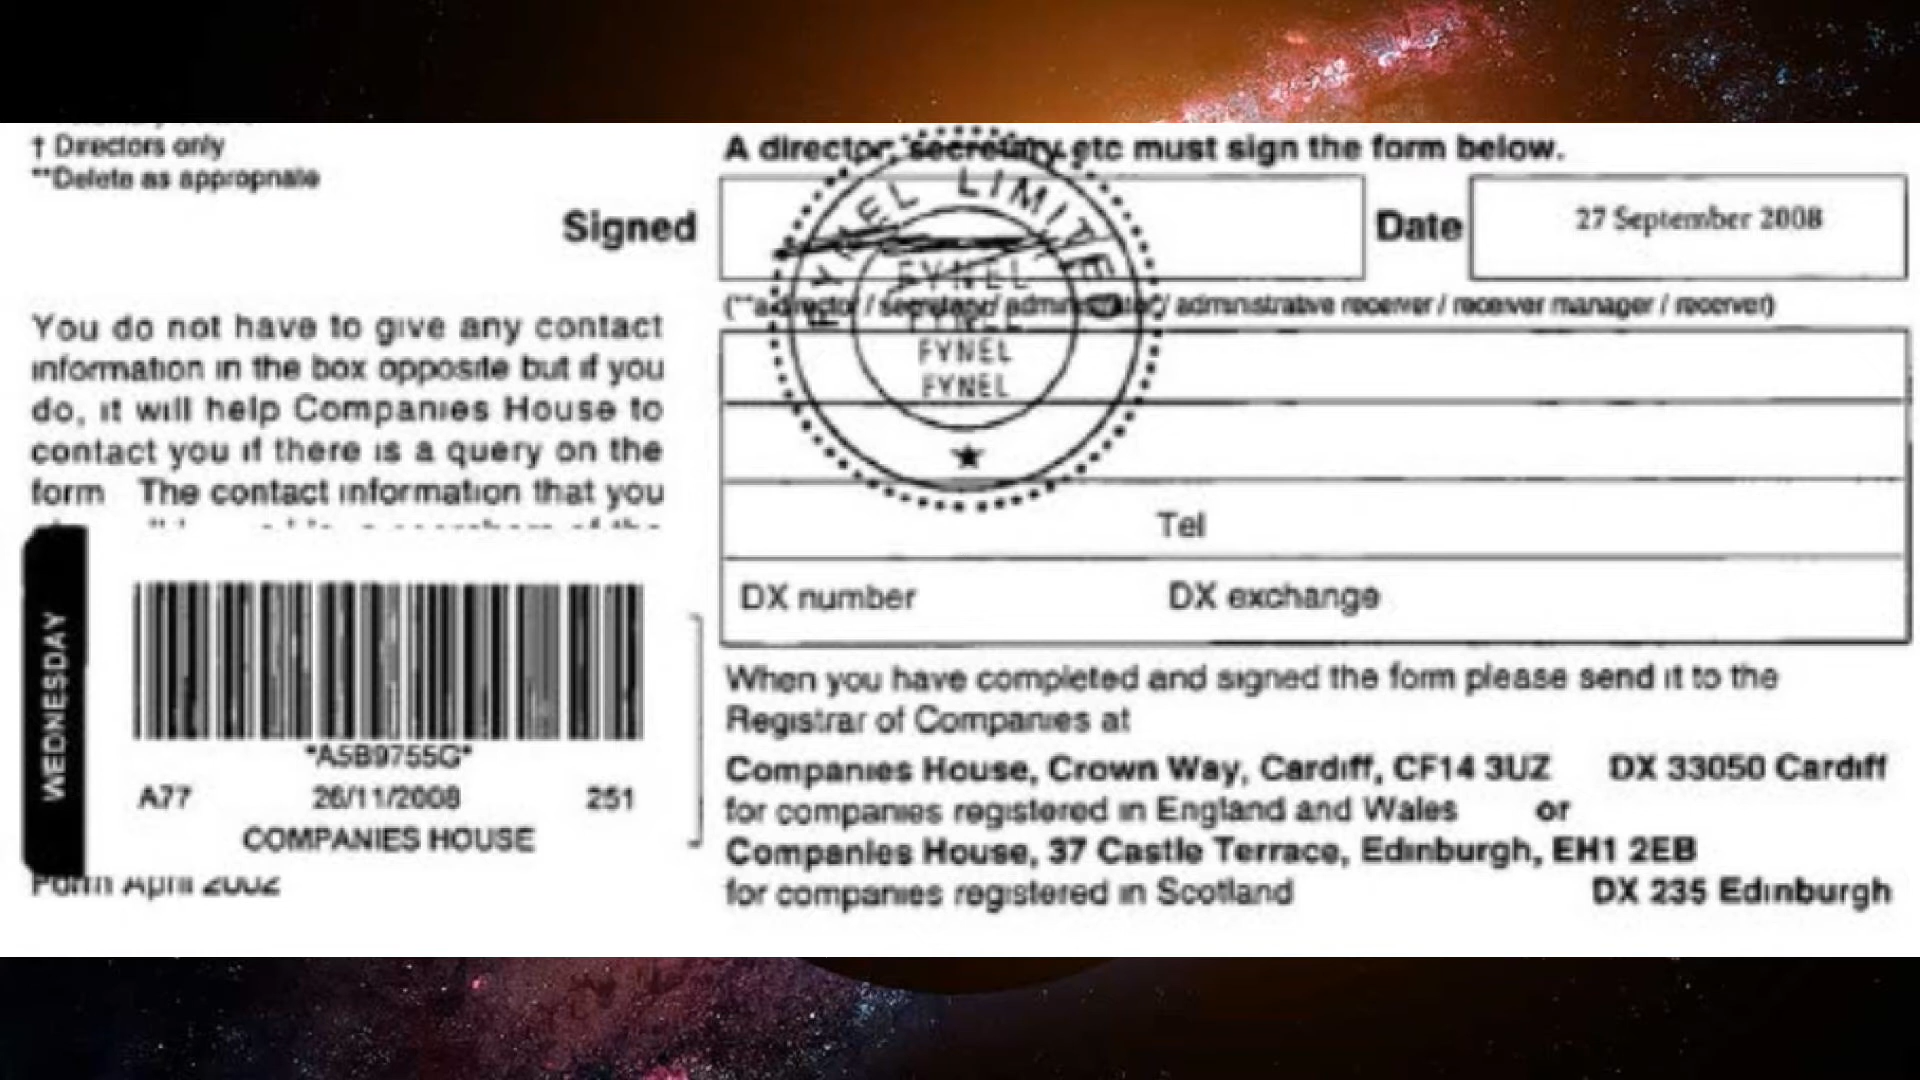 † Directors only
**Delete as appropriate
A director, secretary etc must sign the form below.
Signed
Date
27 September 2008
FYNEL LIMITED
FYNEL
FYNEL
FYNEL
FYNEL
(**a director / secretary / administrator / administrative receiver / receiver manager / receiver)
You do not have to give any contact
information in the box opposite but if you
do, it will help Companies House to
contact you if there is a query on the
form The contact information that you
Tel
DX number
DX exchange
WEDNESDAY
*A5B9755G*
A77
26/11/2008
251
COMPANIES HOUSE
Form April 2002
When you have completed and signed the form please send it to the
Registrar of Companies at
Companies House, Crown Way, Cardiff, CF14 3UZ DX 33050 Cardiff
for companies registered in England and Wales or
Companies House, 37 Castle Terrace, Edinburgh, EH1 2EB
for companies registered in Scotland DX 235 Edinburgh